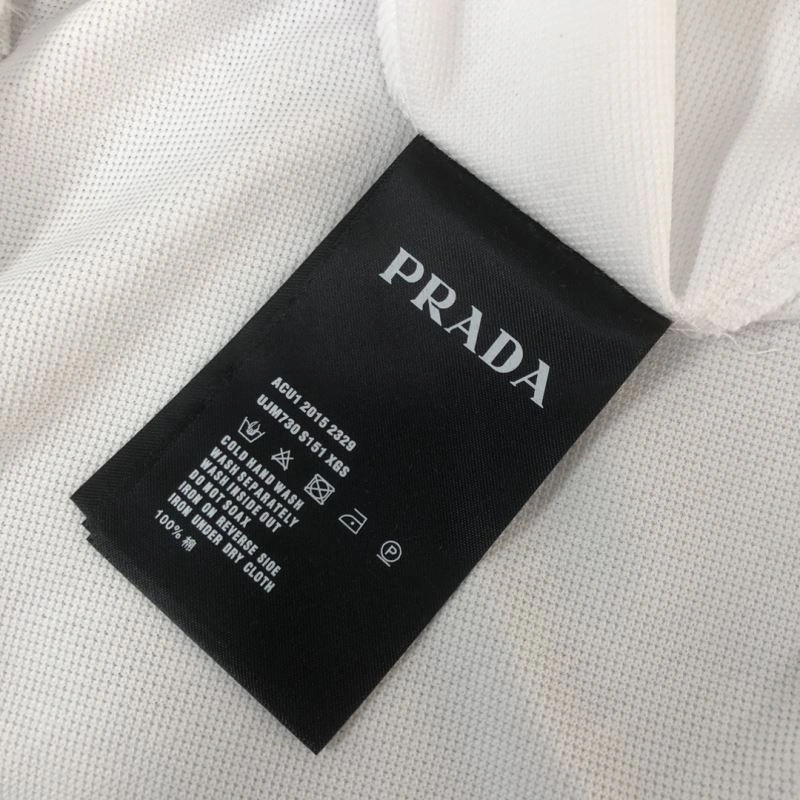 PRADA
ACU1 2015 2329
UJM730 S151 XGS
P
COLD HAND WASH
WASH SEPARATELY
WASH INSIDE OUT
DO NOT SOAX
IRON ON REVERSE SIDE
IRON UNDER DRY CLOTH
100% 棉